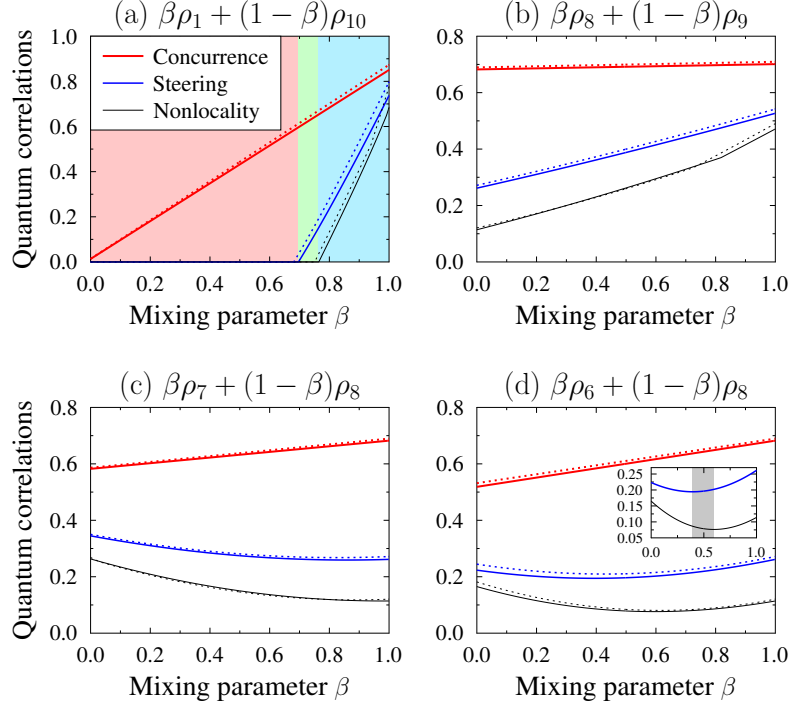 (a) βρ₁ + (1 − β)ρ₁₀
Quantum correlations
1.0
0.8
0.6
0.4
0.2
0.0
Concurrence
Steering
Nonlocality
0.0 0.2 0.4 0.6 0.8 1.0
Mixing parameter β
(b) βρ₈ + (1 − β)ρ₉
0.8
0.6
0.4
0.2
0.0
0.0 0.2 0.4 0.6 0.8 1.0
Mixing parameter β
(c) βρ₇ + (1 − β)ρ₈
Quantum correlations
0.8
0.6
0.4
0.2
0.0
0.0 0.2 0.4 0.6 0.8 1.0
Mixing parameter β
(d) βρ₆ + (1 − β)ρ₈
0.8
0.6
0.4
0.2
0.0
0.25
0.20
0.15
0.10
0.05
0.0 0.5 1.0
0.0 0.2 0.4 0.6 0.8 1.0
Mixing parameter β